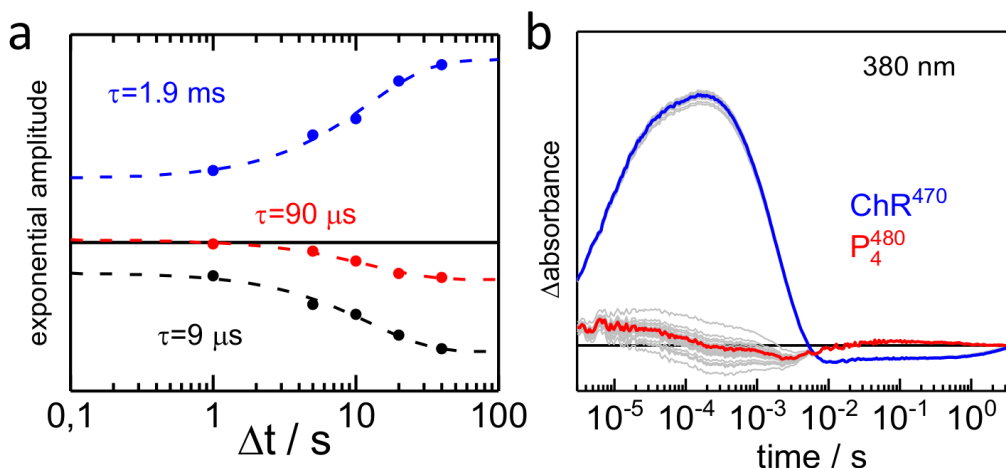 a
exponential amplitude
τ=1.9 ms
τ=90 μs
τ=9 μs
0,1 1 10 100
Δt / s
b
Δabsorbance
380 nm
ChR⁴⁷⁰
P₄⁴⁸⁰
10⁻⁵ 10⁻⁴ 10⁻³ 10⁻² 10⁻¹ 10⁰
time / s